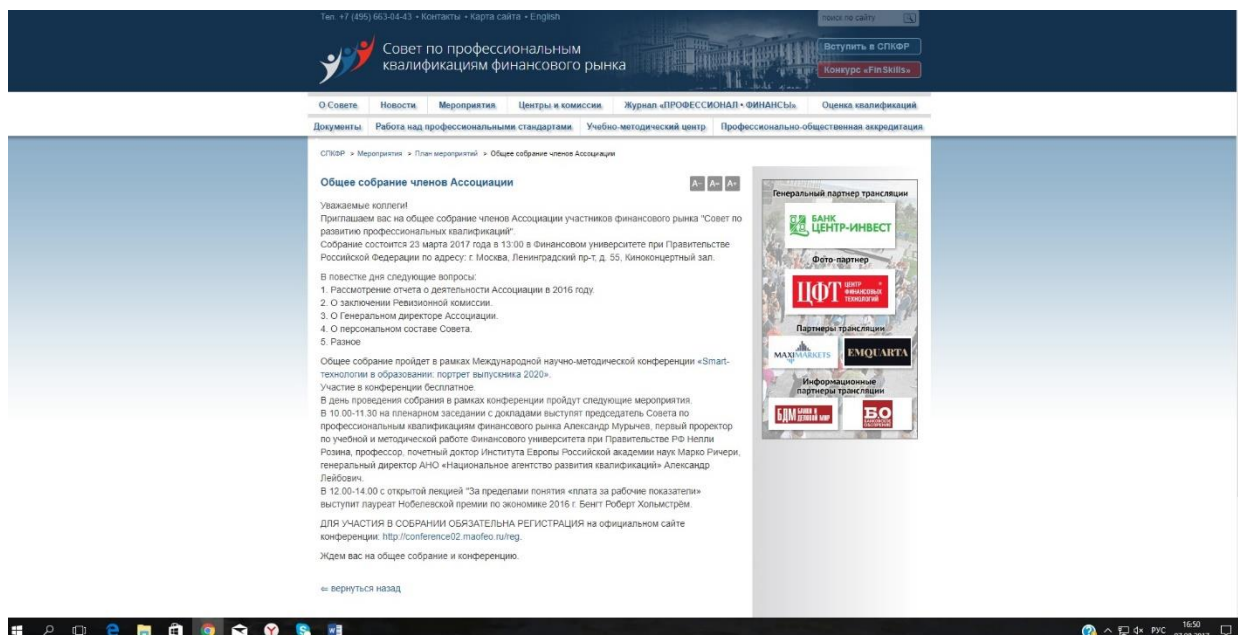 Тел. +7 (495) 663-04-43 • Контакты • Карта сайта • English
поиск по сайту
Совет по профессиональным
квалификациям финансового рынка
Вступить в СПКФР
Конкурс «FinSkills»
О Совете Новости Мероприятия Центры и комиссии Журнал «ПРОФЕССИОНАЛ • ФИНАНСЫ» Оценка квалификаций
Документы Работа над профессиональными стандартами Учебно-методический центр Профессионально-общественная аккредитация
СПКФР > Мероприятия > План мероприятий > Общее собрание членов Ассоциации
Общее собрание членов Ассоциации
A- A= A+
Уважаемые коллеги!
Приглашаем вас на общее собрание членов Ассоциации участников финансового рынка "Совет по
развитию профессиональных квалификаций".
Собрание состоится 23 марта 2017 года в 13:00 в Финансовом университете при Правительстве
Российской Федерации по адресу: г. Москва, Ленинградский пр-т, д. 55, Киноконцертный зал.
В повестке дня следующие вопросы:
1. Рассмотрение отчета о деятельности Ассоциации в 2016 году.
2. О заключении Ревизионной комиссии.
3. О Генеральном директоре Ассоциации.
4. О персональном составе Совета.
5. Разное
Общее собрание пройдет в рамках Международной научно-методической конференции «Smart-
технологии в образовании: портрет выпускника 2020».
Участие в конференции бесплатное.
В день проведения собрания в рамках конференции пройдут следующие мероприятия.
В 10.00-11.30 на пленарном заседании с докладами выступят председатель Совета по
профессиональным квалификациям финансового рынка Александр Мурычев, первый проректор
по учебной и методической работе Финансового университета при Правительстве РФ Нелли
Розина, профессор, почетный доктор Института Европы Российской академии наук Марко Ричери,
генеральный директор АНО «Национальное агентство развития квалификаций» Александр
Лейбович.
В 12.00-14.00 с открытой лекцией "За пределами понятия «плата за рабочие показатели»
выступит лауреат Нобелевской премии по экономике 2016 г. Бенгт Роберт Хольмстрём.
ДЛЯ УЧАСТИЯ В СОБРАНИИ ОБЯЗАТЕЛЬНА РЕГИСТРАЦИЯ на официальном сайте
конференции: http://conference02.maofeo.ru/reg.
Ждем вас на общее собрание и конференцию.
⇐ вернуться назад
Генеральный партнер трансляции
БАНК
ЦЕНТР-ИНВЕСТ
Фото-партнер
ЦФТ ЦЕНТР
ФИНАНСОВЫХ
ТЕХНОЛОГИЙ
Партнеры трансляции
MAXIMARKETS EMQUARTA
Информационные
партнеры трансляции
БДМ БАНКИ И
ДЕЛОВОЙ МИР
БО
БАНКОВСКОЕ
ОБОЗРЕНИЕ
РУС
16:50